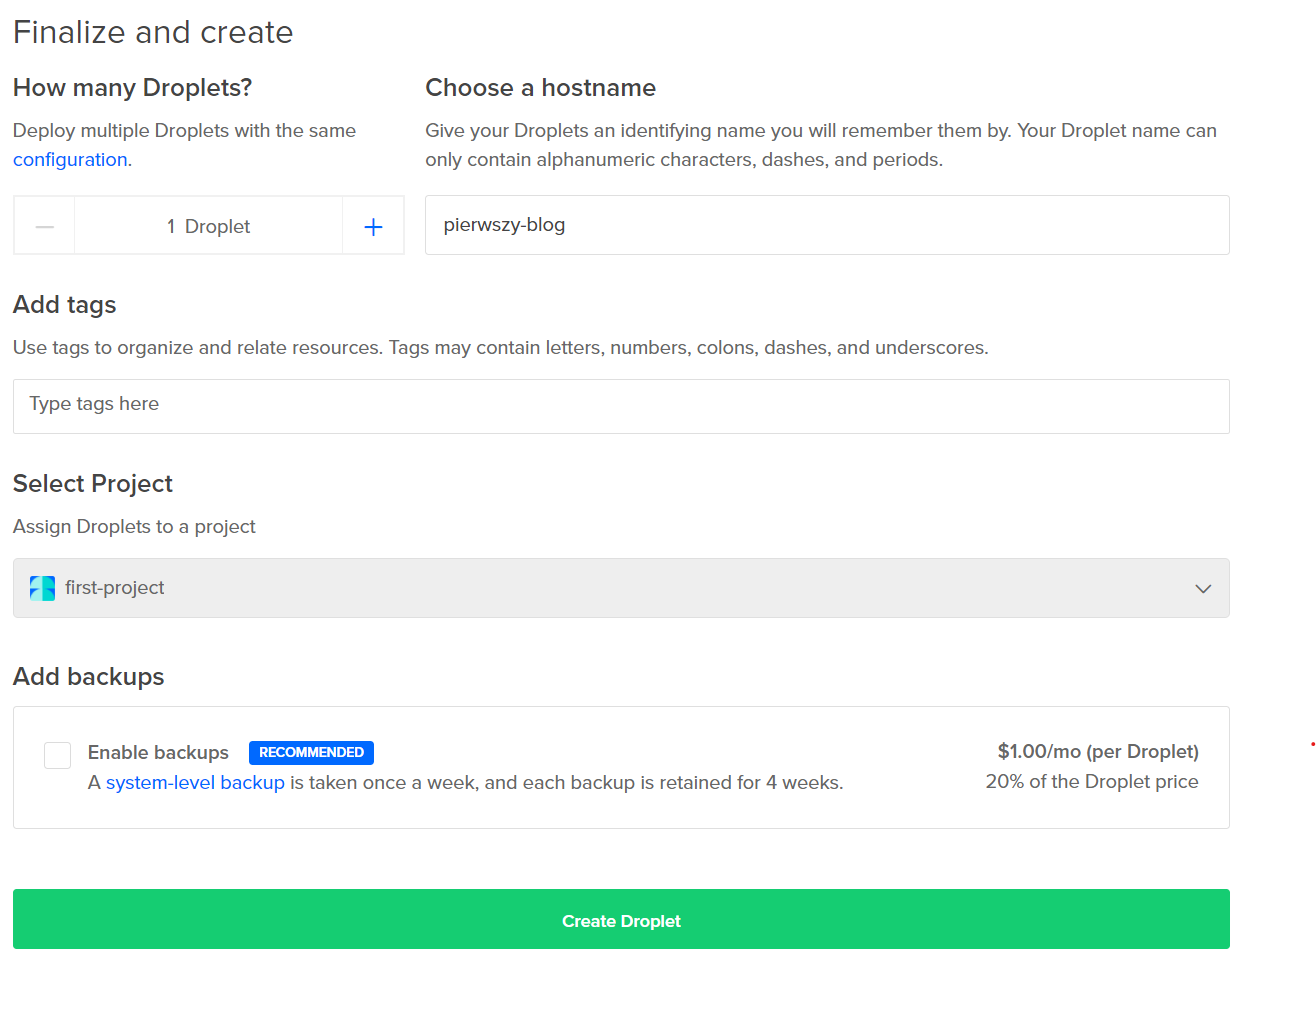 Finalize and create
How many Droplets?
Deploy multiple Droplets with the same
configuration.
1 Droplet
Choose a hostname
Give your Droplets an identifying name you will remember them by. Your Droplet name can
only contain alphanumeric characters, dashes, and periods.
pierwszy-blog
Add tags
Use tags to organize and relate resources. Tags may contain letters, numbers, colons, dashes, and underscores.
Type tags here
Select Project
Assign Droplets to a project
first-project
Add backups
Enable backups RECOMMENDED
A system-level backup is taken once a week, and each backup is retained for 4 weeks.
$1.00/mo (per Droplet)
20% of the Droplet price
Create Droplet